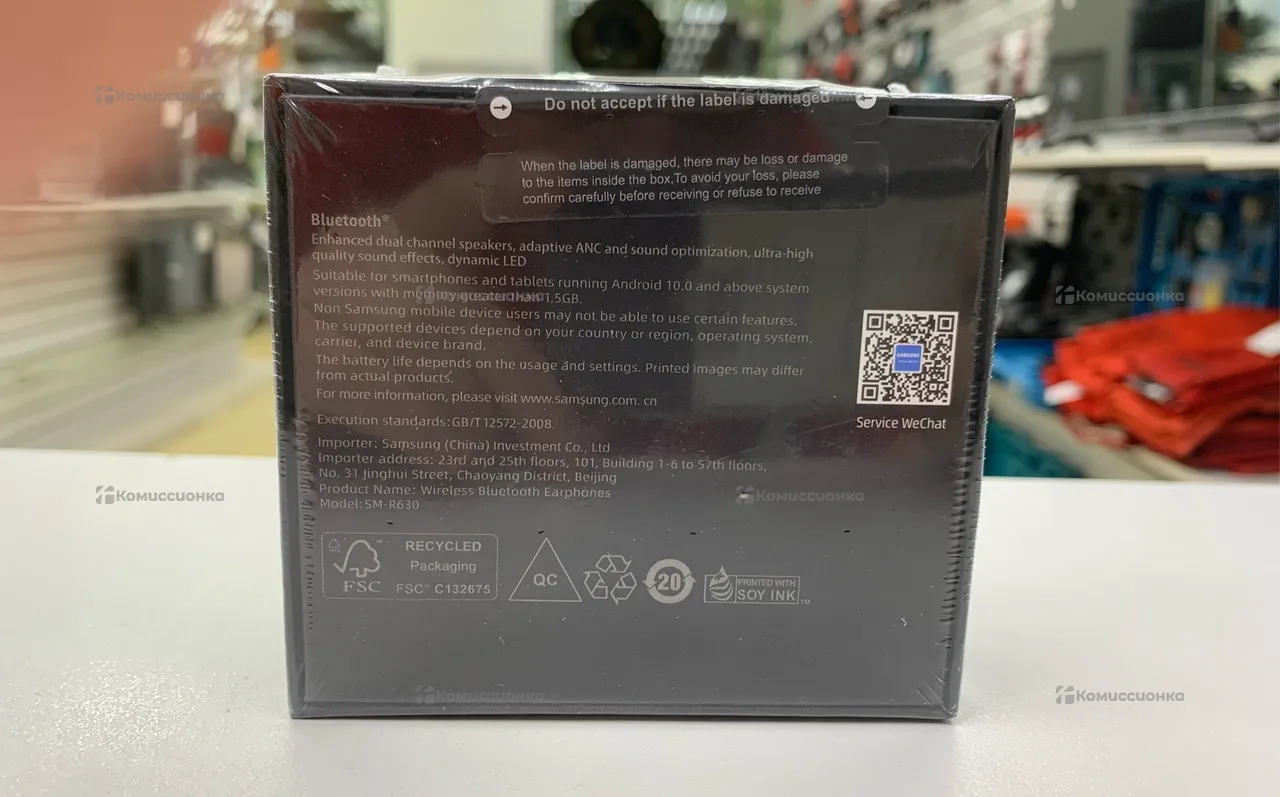 Do not accept if the label is damaged
When the label is damaged, there may be loss or damage
to the items inside the box,To avoid your loss, please
confirm carefully before receiving or refuse to receive
Bluetooth®
Enhanced dual channel speakers, adaptive ANC and sound optimization, ultra-high
quality sound effects, dynamic LED
Suitable for smartphones and tablets running Android 10.0 and above system
versions with memory greater than 1.5GB.
Non Samsung mobile device users may not be able to use certain features.
The supported devices depend on your country or region, operating system,
carrier, and device brand.
The battery life depends on the usage and settings. Printed images may differ
from actual products.
For more information, please visit www.samsung.com. cn
Execution standards:GB/T12572-2008
Importer: Samsung (China) Investment Co., Ltd
Importer address: 23rd and 25th floors, 101, Building 1-6 to 57th floors,
No. 31 Jinghui Street, Chaoyang District, Beijing
Product Name: Wireless Bluetooth Earphones
Model:SM-R630
SAMSUNG
Service WeChat
FSC™
RECYCLED
Packaging
FSC™ C132675
QC
20
PRINTED WITH
SOY INK™
Комиссионка
Комиссионка
Комиссионка
Комиссионка
Комиссионка
Комиссионка
Комиссионка